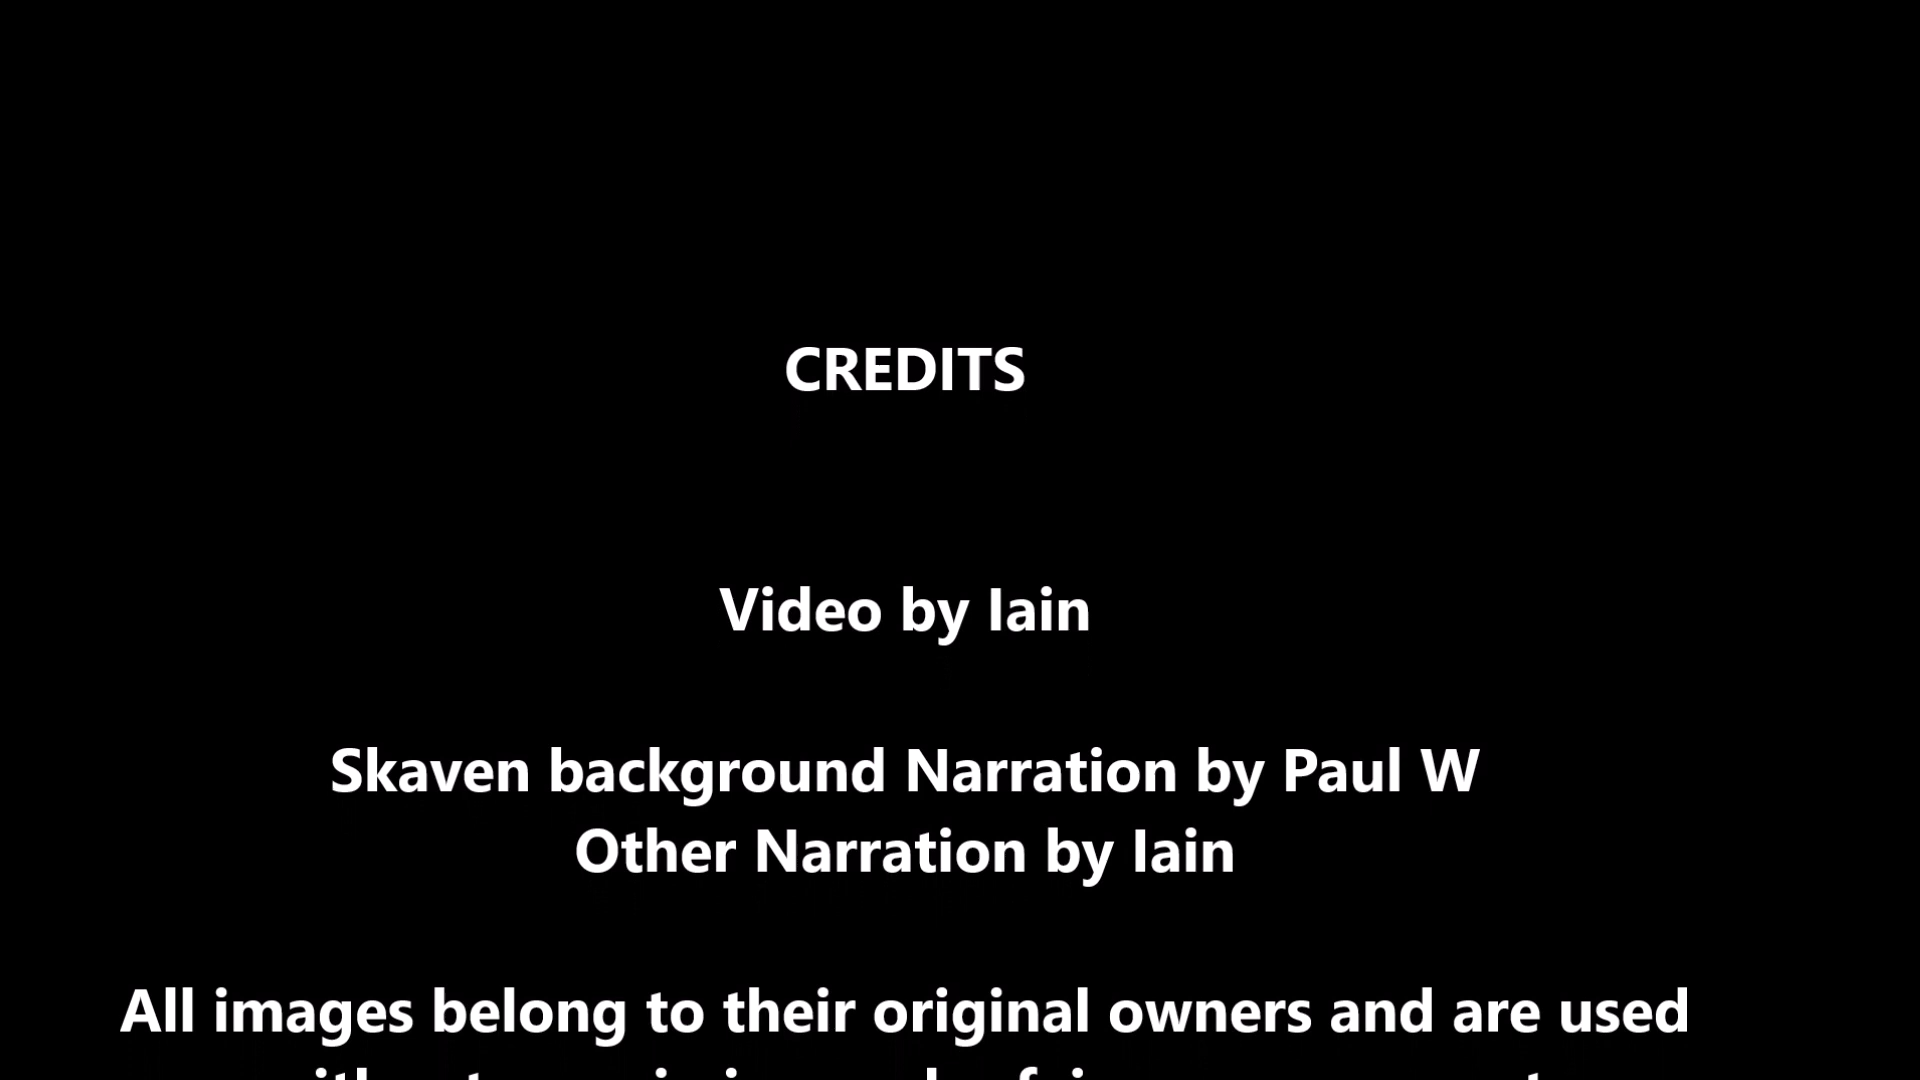 CREDITS
Video by Iain
Skaven background Narration by Paul W
Other Narration by Iain
All images belong to their original owners and are used